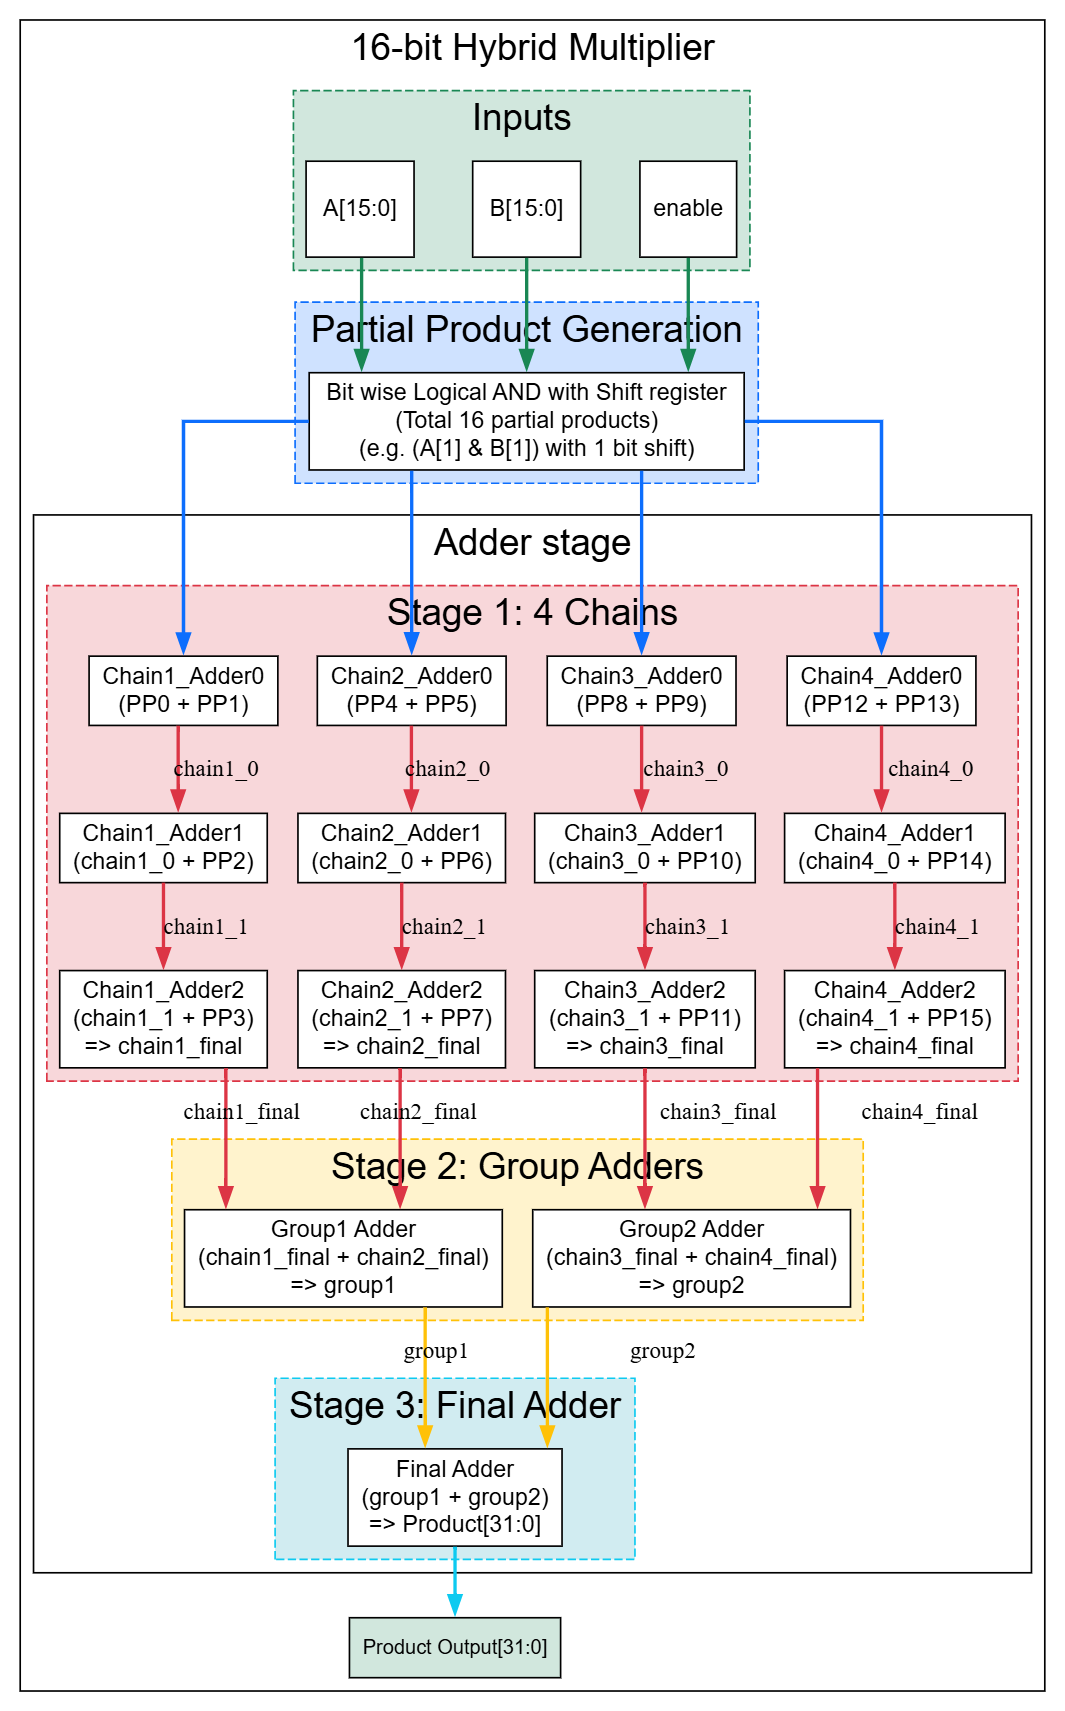 16-bit Hybrid Multiplier
Inputs
A[15:0]
B[15:0]
enable
Partial Product Generation
Bit wise Logical AND with Shift register
(Total 16 partial products)
(e.g. (A[1] & B[1]) with 1 bit shift)
Adder stage
Stage 1: 4 Chains
Chain1_Adder0
(PP0 + PP1)
Chain2_Adder0
(PP4 + PP5)
Chain3_Adder0
(PP8 + PP9)
Chain4_Adder0
(PP12 + PP13)
chain1_0
chain2_0
chain3_0
chain4_0
Chain1_Adder1
(chain1_0 + PP2)
Chain2_Adder1
(chain2_0 + PP6)
Chain3_Adder1
(chain3_0 + PP10)
Chain4_Adder1
(chain4_0 + PP14)
chain1_1
chain2_1
chain3_1
chain4_1
Chain1_Adder2
(chain1_1 + PP3)
=> chain1_final
Chain2_Adder2
(chain2_1 + PP7)
=> chain2_final
Chain3_Adder2
(chain3_1 + PP11)
=> chain3_final
Chain4_Adder2
(chain4_1 + PP15)
=> chain4_final
chain1_final
chain2_final
chain3_final
chain4_final
Stage 2: Group Adders
Group1 Adder
(chain1_final + chain2_final)
=> group1
Group2 Adder
(chain3_final + chain4_final)
=> group2
group1
group2
Stage 3: Final Adder
Final Adder
(group1 + group2)
=> Product[31:0]
Product Output[31:0]